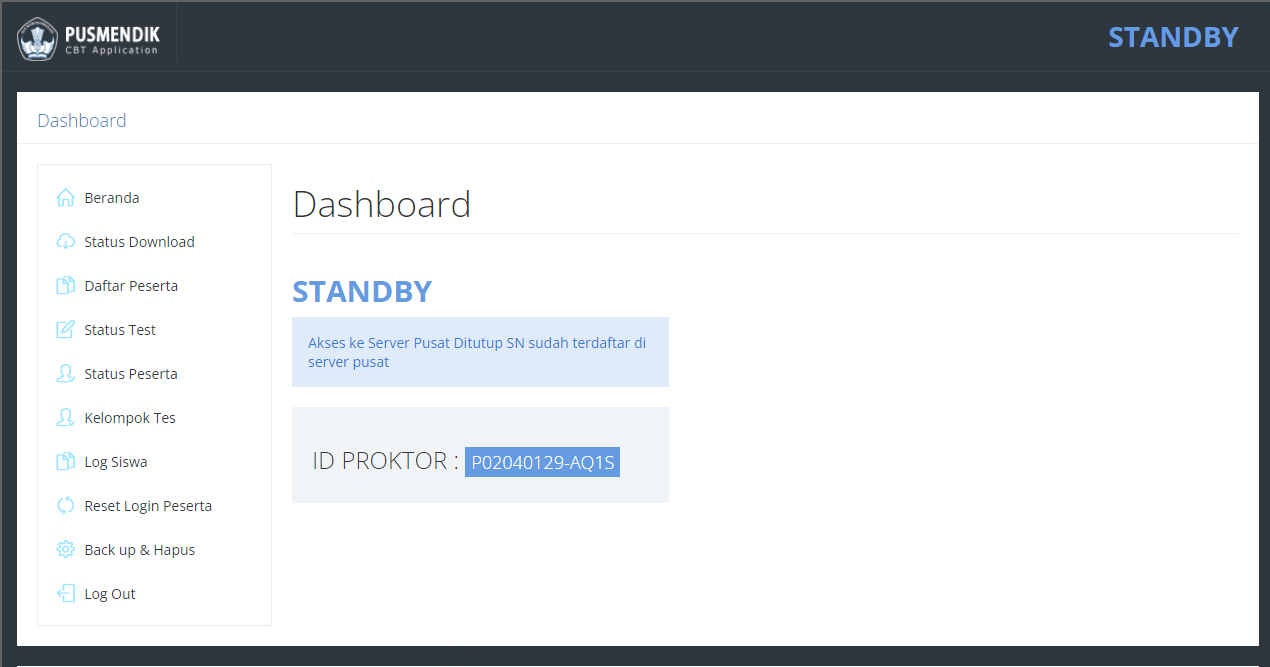 PUSMENDIK
CBT Application
STANDBY
Dashboard
Beranda
Status Download
Daftar Peserta
Status Test
Status Peserta
Kelompok Tes
Log Siswa
Reset Login Peserta
Back up & Hapus
Log Out
Dashboard
STANDBY
Akses ke Server Pusat Ditutup SN sudah terdaftar di
server pusat
ID PROKTOR : P02040129-AQ1S